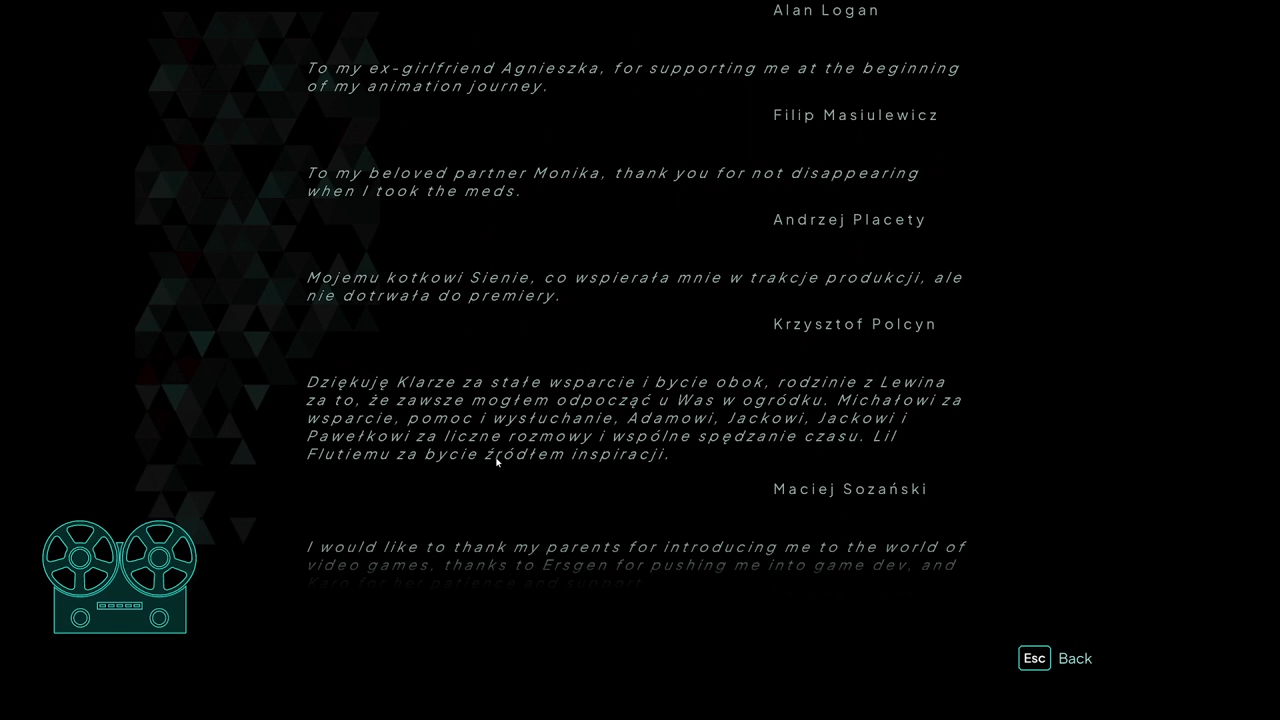 Alan Logan
To my ex-girlfriend Agnieszka, for supporting me at the beginning
of my animation journey.
Filip Masiulewicz
To my beloved partner Monika, thank you for not disappearing
when I took the meds.
Andrzej Placety
Mojemu kotkowi Sienie, co wspierała mnie w trakcje produkcji, ale
nie dotrwała do premiery.
Krzysztof Polcyn
Dziękuję Klarze za stałe wsparcie i bycie obok, rodzinie z Lewina
za to, że zawsze mogłem odpocząć u Was w ogródku. Michałowi za
wsparcie, pomoc i wysłuchanie, Adamowi, Jackowi, Jackowi i
Pawełkowi za liczne rozmowy i wspólne spędzanie czasu. Lil
Flutiemu za bycie źródłem inspiracji.
Maciej Sozański
I would like to thank my parents for introducing me to the world of
video games, thanks to Ersgen for pushing me into game dev, and
Karo for her patience and support
Esc Back